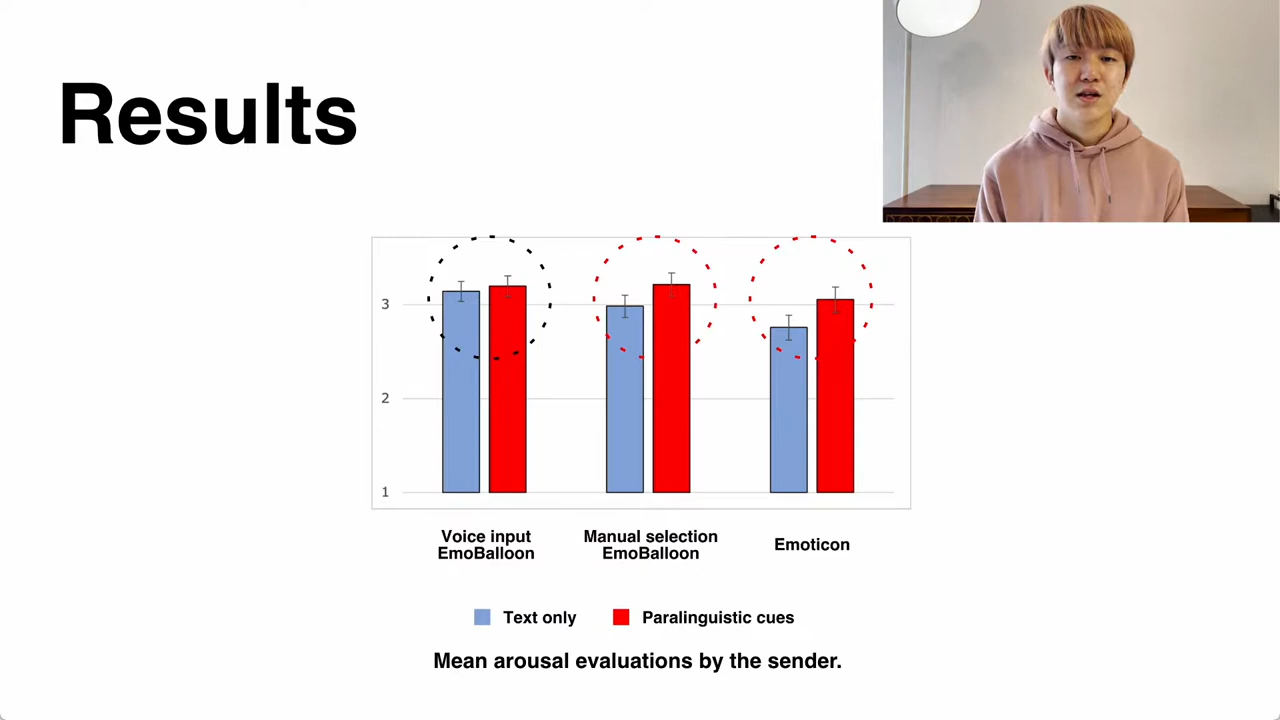 Results
3
2
1
Voice input
EmoBalloon
Manual selection
EmoBalloon
Emoticon
Text only
Paralinguistic cues
Mean arousal evaluations by the sender.